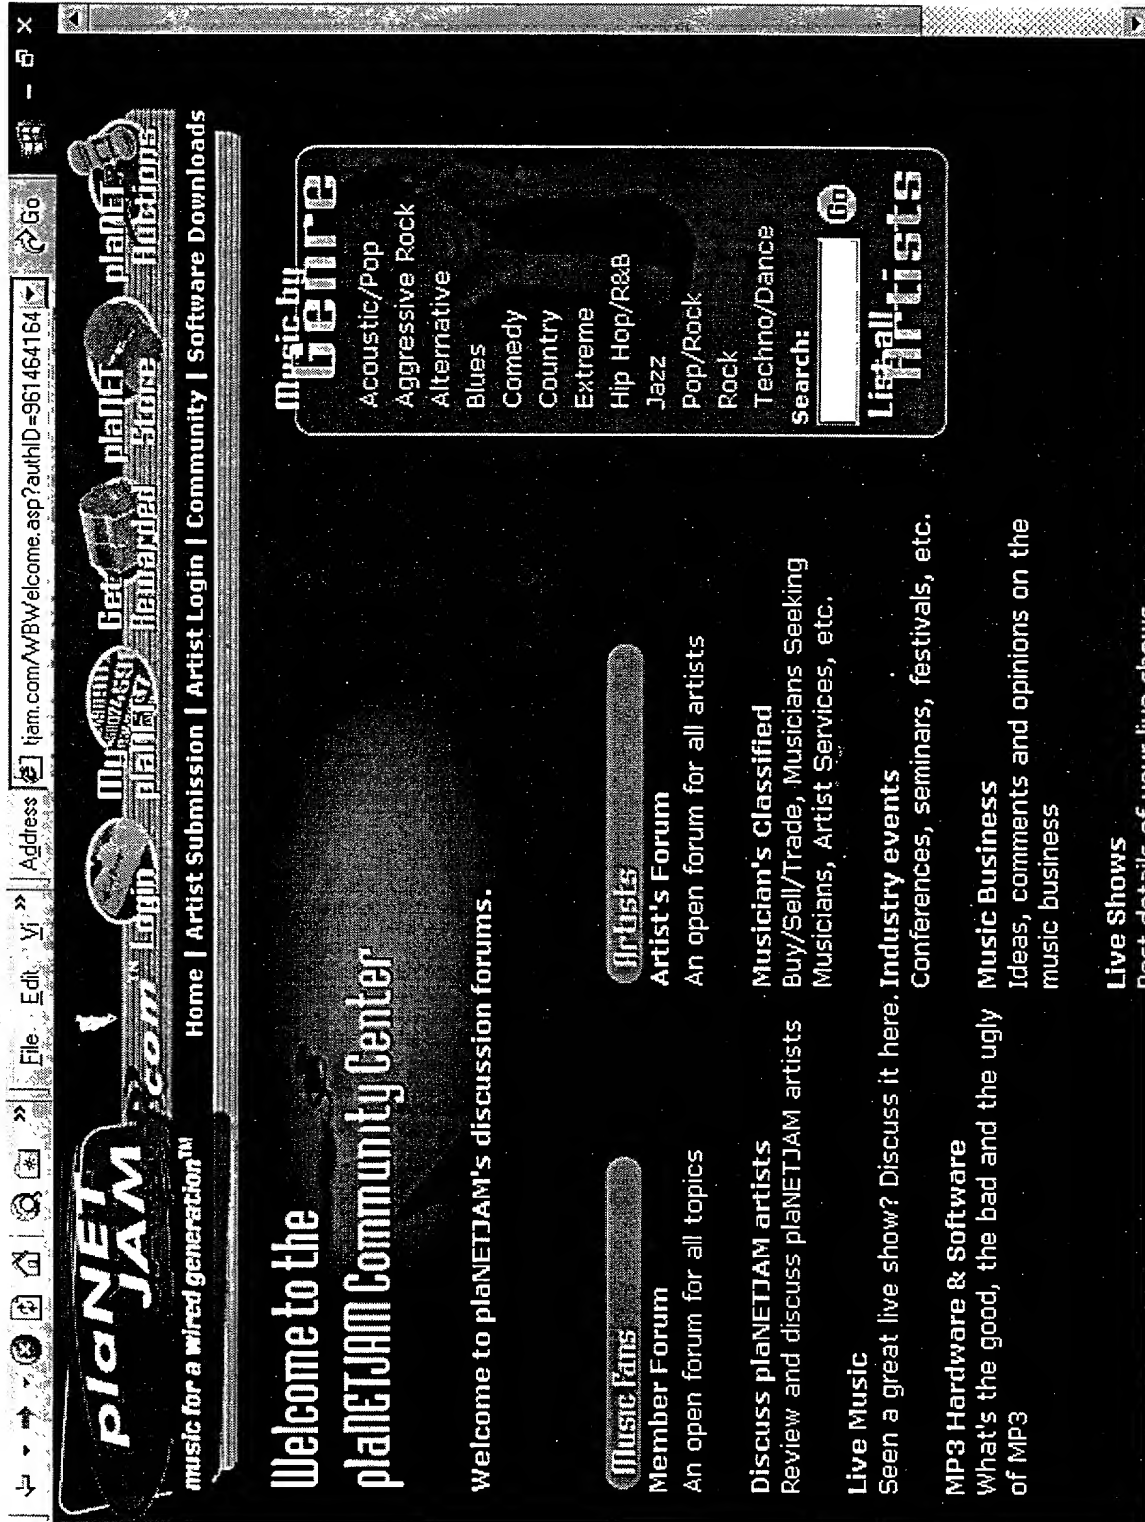 File Edit Vi » Address tjam.com/WBWelcome.asp?authID=961464164 Go
plaNET JAM .com™
music for a wired generation™
Login
My plaNET
Get Rewarded
plaNET Store
plaNET Auctions
Home | Artist Submission | Artist Login | Community | Software Downloads
Welcome to the
plaNETJAM Community Center
Welcome to plaNETJAM's discussion forums.
Music Fans
Member Forum
An open forum for all topics
Discuss plaNETJAM artists
Review and discuss plaNETJAM artists
Live Music
Seen a great live show? Discuss it here.
MP3 Hardware & Software
What's the good, the bad and the ugly
of MP3
Artists
Artist's Forum
An open forum for all artists
Musician's Classified
Buy/Sell/Trade, Musicians Seeking
Musicians, Artist Services, etc.
Industry events
Conferences, seminars, festivals, etc.
Music Business
Ideas, comments and opinions on the
music business
Live Shows
Music by
Genre
Acoustic/Pop
Aggressive Rock
Alternative
Blues
Comedy
Country
Extreme
Hip Hop/R&B
Jazz
Pop/Rock
Rock
Techno/Dance
Search:
Go
List all
Artists